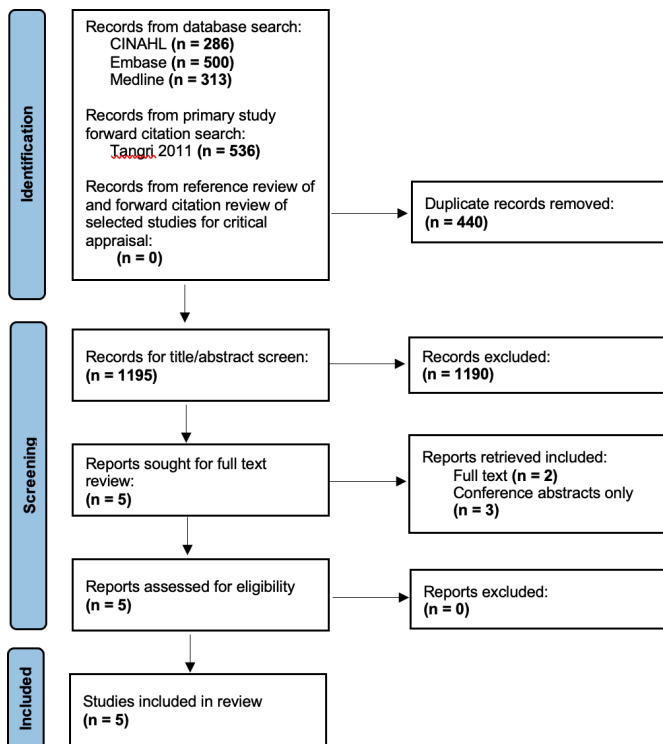 Identification
Records from database search:
CINAHL (n = 286)
Embase (n = 500)
Medline (n = 313)
Records from primary study
forward citation search:
Tangri 2011 (n = 536)
Records from reference review of
and forward citation review of
selected studies for critical
appraisal:
(n = 0)
Duplicate records removed:
(n = 440)
Screening
Records for title/abstract screen:
(n = 1195)
Records excluded:
(n = 1190)
Reports sought for full text
review:
(n = 5)
Reports retrieved included:
Full text (n = 2)
Conference abstracts only
(n = 3)
Reports assessed for eligibility
(n = 5)
Reports excluded:
(n = 0)
Included
Studies included in review
(n = 5)